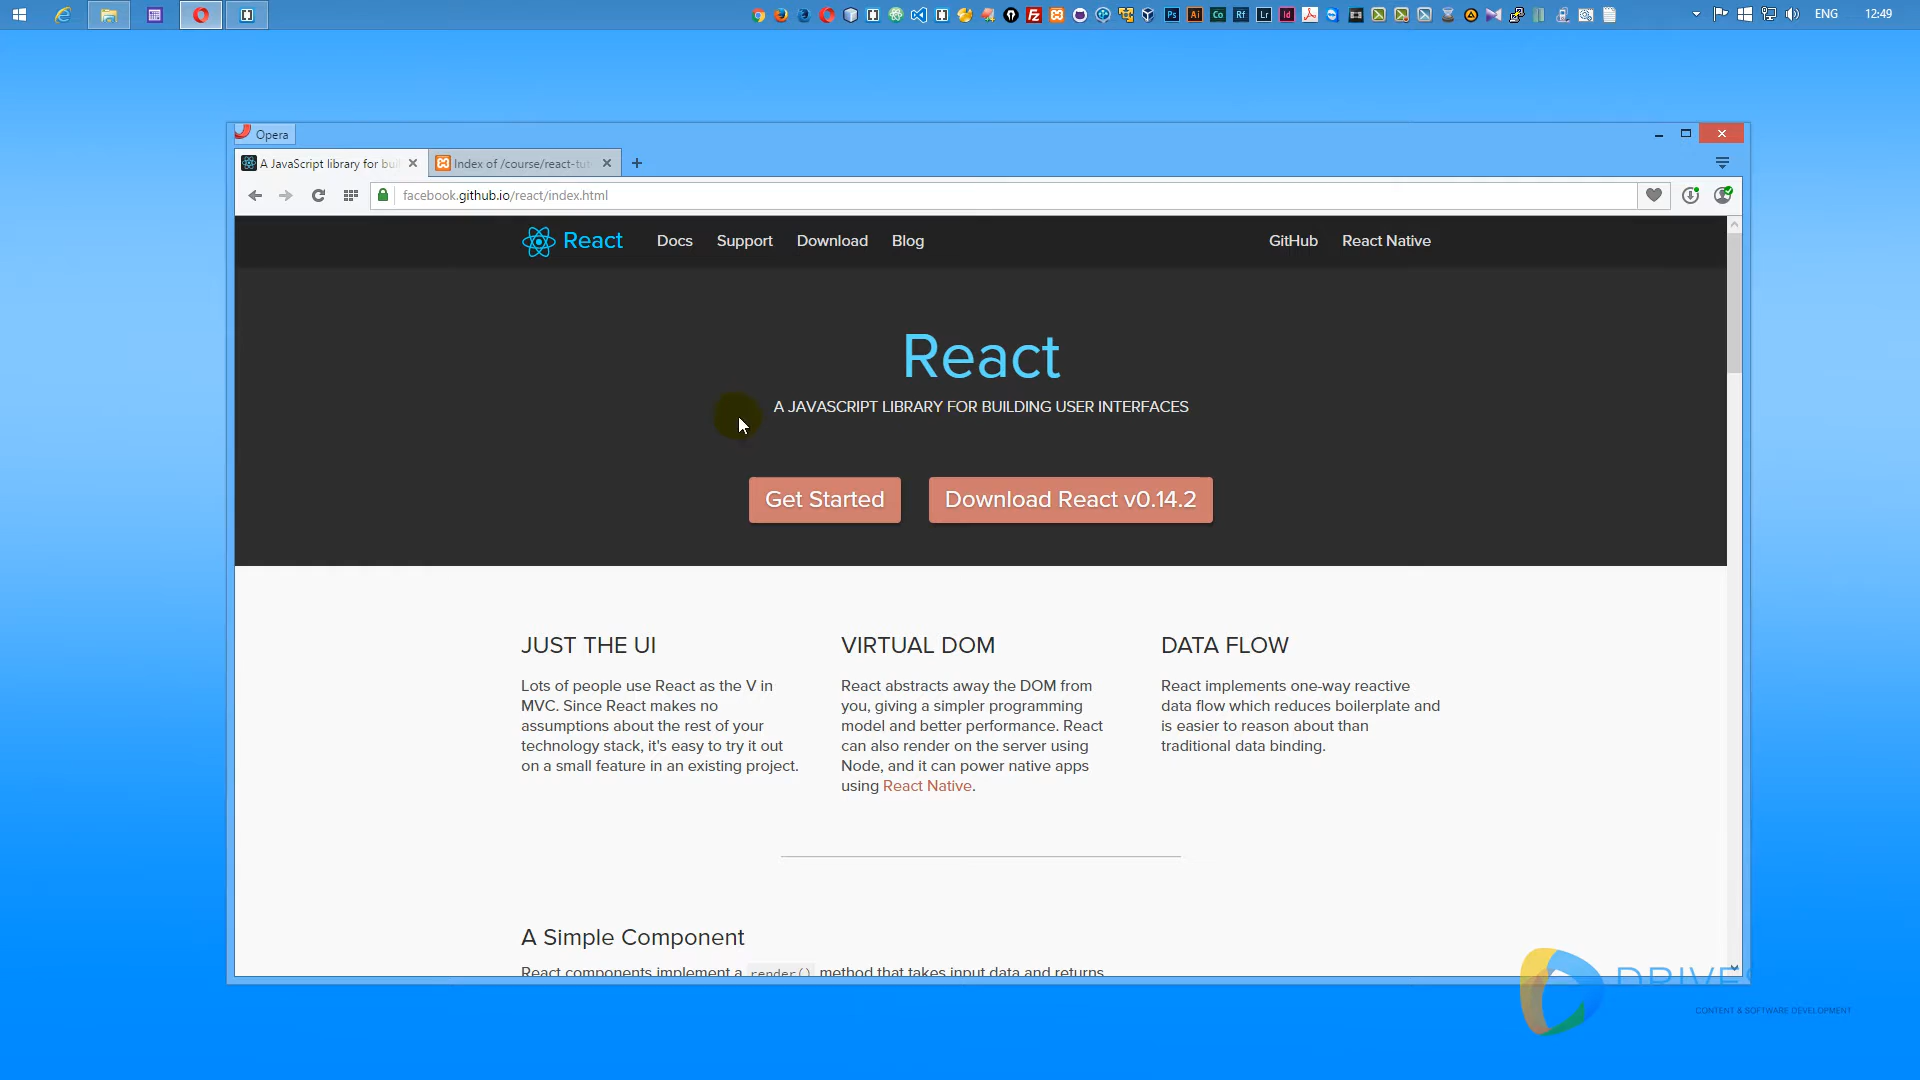 ENG 12:49
Opera
A JavaScript library for bui
Index of /course/react-tut
facebook.github.io/react/index.html
React Docs Support Download Blog GitHub React Native
React
A JAVASCRIPT LIBRARY FOR BUILDING USER INTERFACES
Get Started
Download React v0.14.2
JUST THE UI
Lots of people use React as the V in
MVC. Since React makes no
assumptions about the rest of your
technology stack, it's easy to try it out
on a small feature in an existing project.
VIRTUAL DOM
React abstracts away the DOM from
you, giving a simpler programming
model and better performance. React
can also render on the server using
Node, and it can power native apps
using React Native.
DATA FLOW
React implements one-way reactive
data flow which reduces boilerplate and
is easier to reason about than
traditional data binding.
A Simple Component
React components implement a render() method that takes input data and returns
CONTENT & SOFTWARE DEVELOPMENT